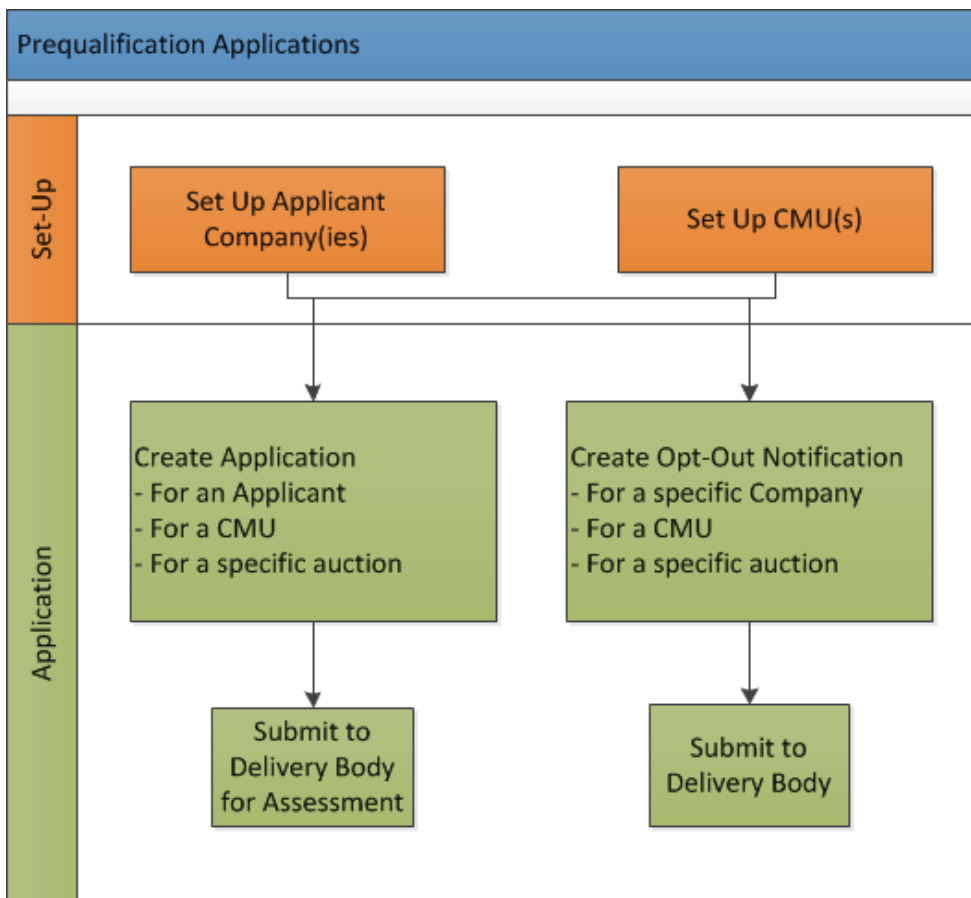 Prequalification Applications
Set-Up
Set Up Applicant
Company(ies)
Set Up CMU(s)
Application
Create Application
- For an Applicant
- For a CMU
- For a specific auction
Create Opt-Out Notification
- For a specific Company
- For a CMU
- For a specific auction
Submit to
Delivery Body
for Assessment
Submit to
Delivery Body